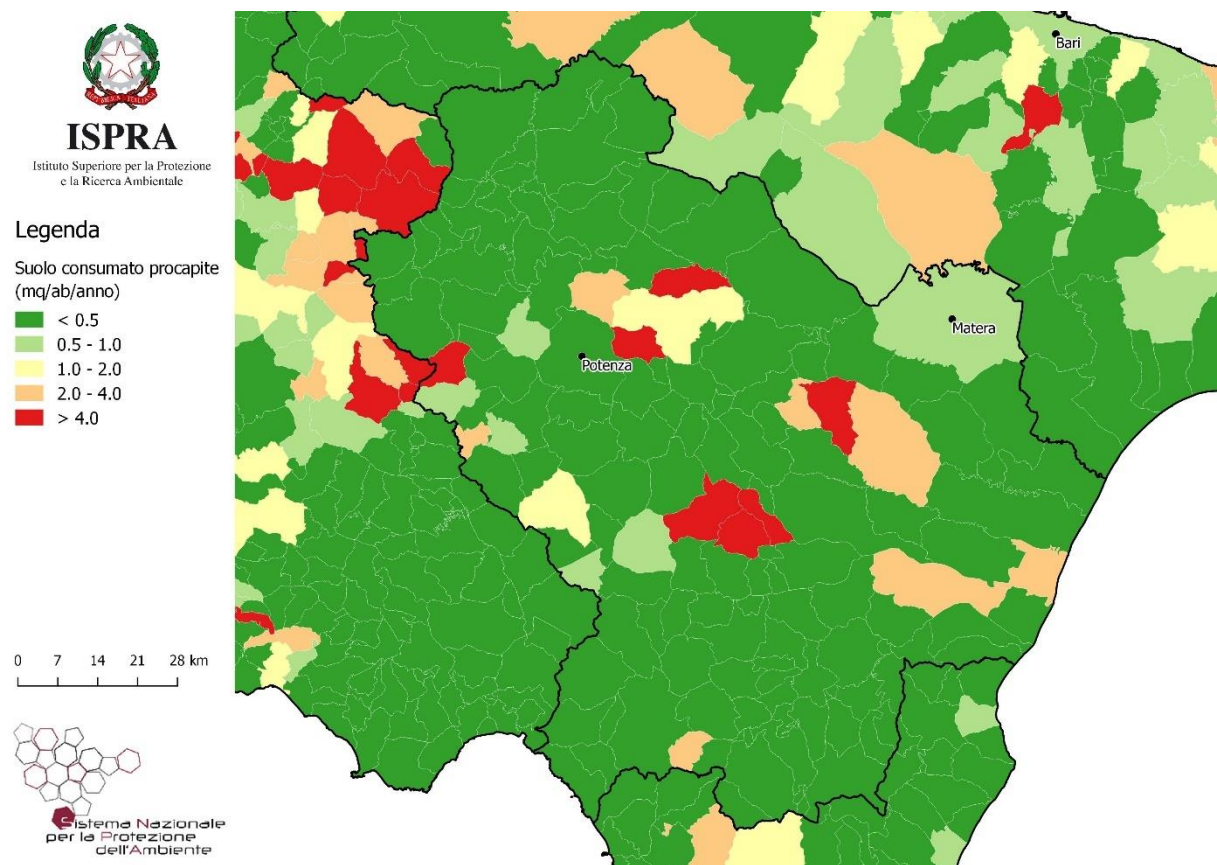 REPVBBLICA ITALIANA
ISPRA
Istituto Superiore per la Protezione
e la Ricerca Ambientale
Legenda
Suolo consumato procapite
(mq/ab/anno)
< 0.5
0.5 - 1.0
1.0 - 2.0
2.0 - 4.0
> 4.0
0 7 14 21 28 km
Sistema Nazionale
per la Protezione
dell'Ambiente
Bari
Matera
Potenza